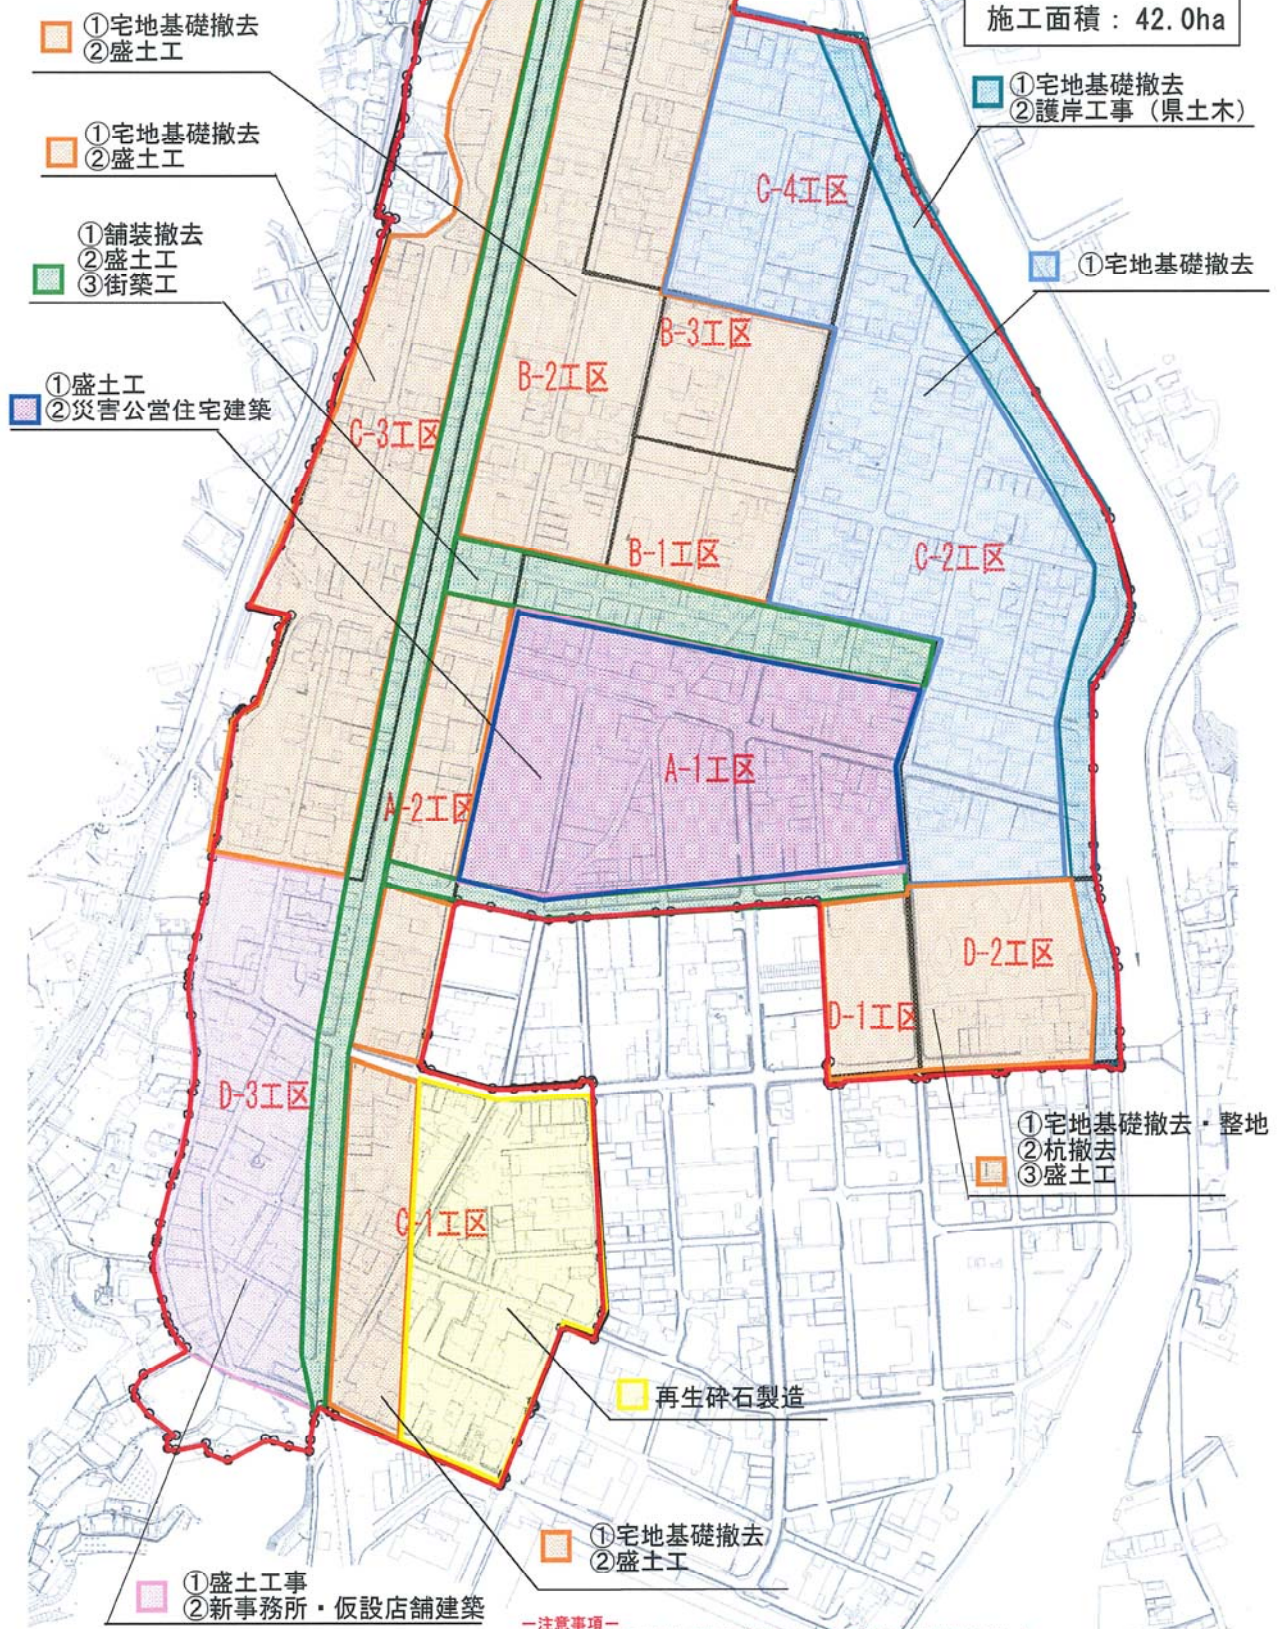 施工面積：42.0ha
①宅地基礎撤去
②盛土工
①宅地基礎撤去
②護岸工事（県土木）
①宅地基礎撤去
②盛土工
C-4工区
①舗装撤去
②盛土工
③街築工
①宅地基礎撤去
B-3工区
B-2工区
①盛土工
②災害公営住宅建築
C-3工区
B-1工区
C-2工区
A-1工区
A-2工区
D-2工区
D-1工区
D-3工区
①宅地基礎撤去・整地
②杭撤去
③盛土工
C-1工区
再生砕石製造
①宅地基礎撤去
②盛土工
①盛土工事
②新事務所・仮設店舗建築
－注意事項－